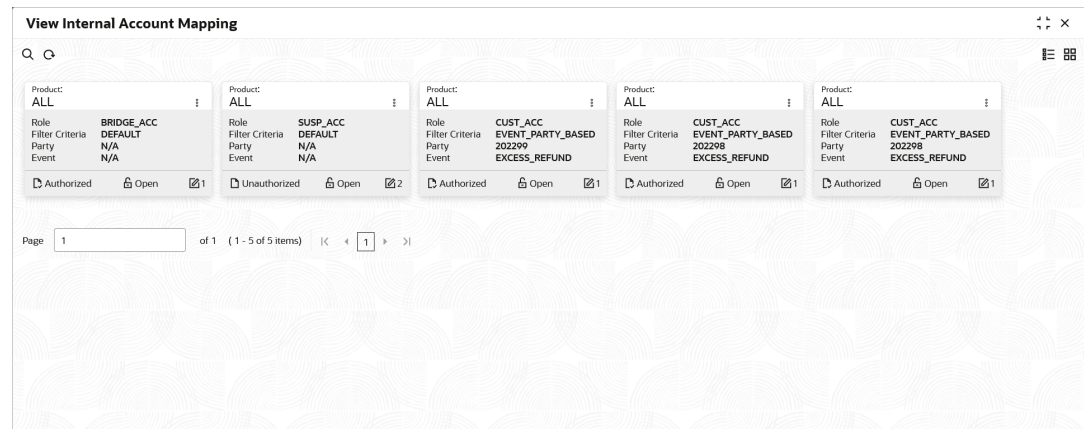 View Internal Account Mapping
Product:
ALL
Role BRIDGE_ACC
Filter Criteria DEFAULT
Party N/A
Event N/A
Authorized Open 1
Product:
ALL
Role SUSP_ACC
Filter Criteria DEFAULT
Party N/A
Event N/A
Unauthorized Open 2
Product:
ALL
Role CUST_ACC
Filter Criteria EVENT_PARTY_BASED
Party 202299
Event EXCESS_REFUND
Authorized Open 1
Product:
ALL
Role CUST_ACC
Filter Criteria EVENT_PARTY_BASED
Party 202298
Event EXCESS_REFUND
Authorized Open 1
Product:
ALL
Role CUST_ACC
Filter Criteria EVENT_PARTY_BASED
Party 202298
Event EXCESS_REFUND
Authorized Open 1
Page 1 of 1 ( 1 - 5 of 5 items) 1